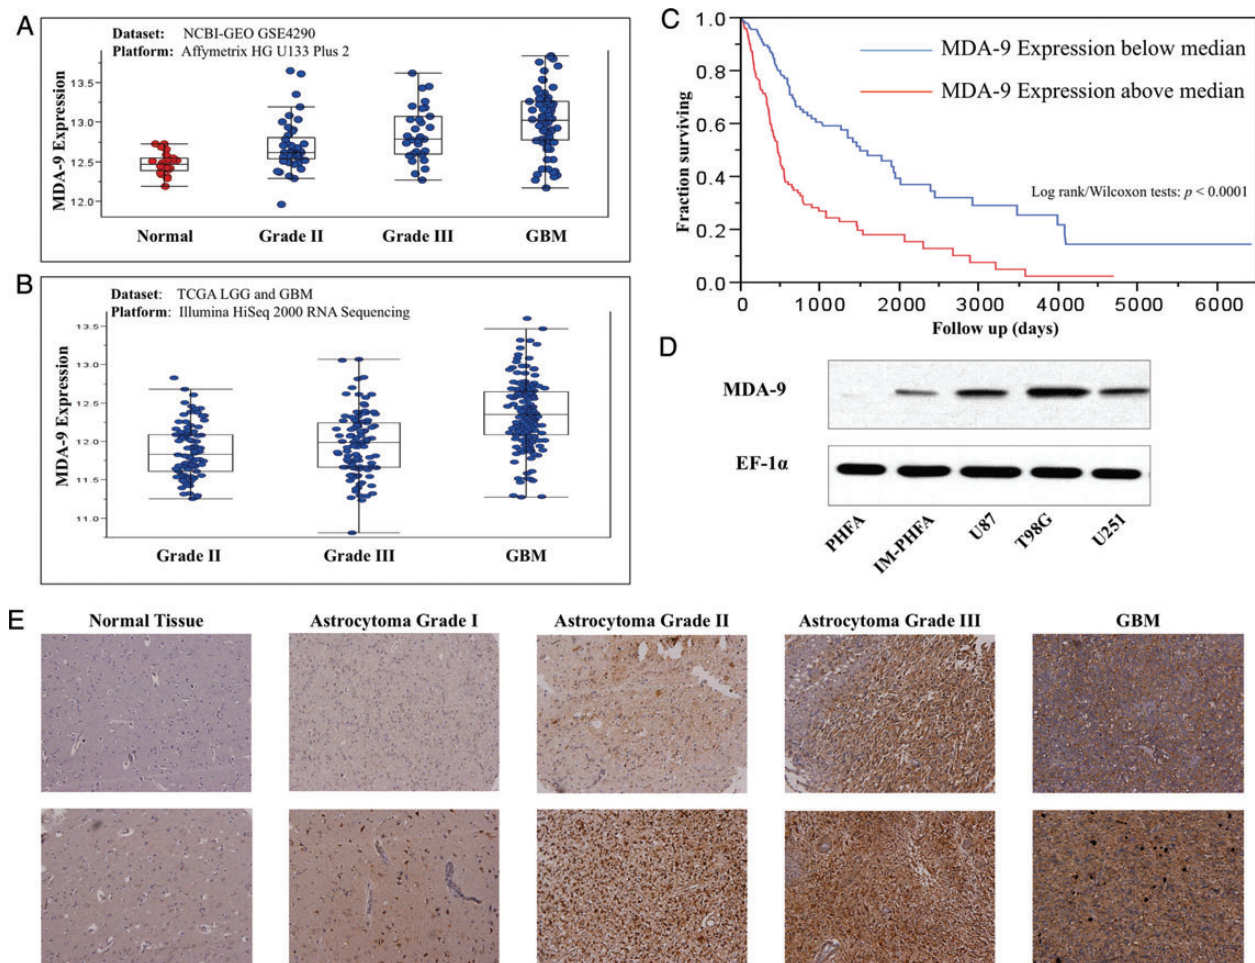 A
Dataset: NCBI-GEO GSE4290
Platform: Affymetrix HG U133 Plus 2
MDA-9 Expression
13.5
13.0
12.5
12.0
Normal Grade II Grade III GBM
B
Dataset: TCGA LGG and GBM
Platform: Illumina HiSeq 2000 RNA Sequencing
MDA-9 Expression
13.5
13.0
12.5
12.0
11.5
11.0
Grade II Grade III GBM
C
MDA-9 Expression below median
MDA-9 Expression above median
Log rank/Wilcoxon tests: p < 0.0001
Fraction surviving
1.0
0.8
0.6
0.4
0.2
0.0
0 1000 2000 3000 4000 5000 6000
Follow up (days)
D
MDA-9
EF-1α
PHFA IM-PHFA U87 T98G U251
E
Normal Tissue Astrocytoma Grade I Astrocytoma Grade II Astrocytoma Grade III GBM